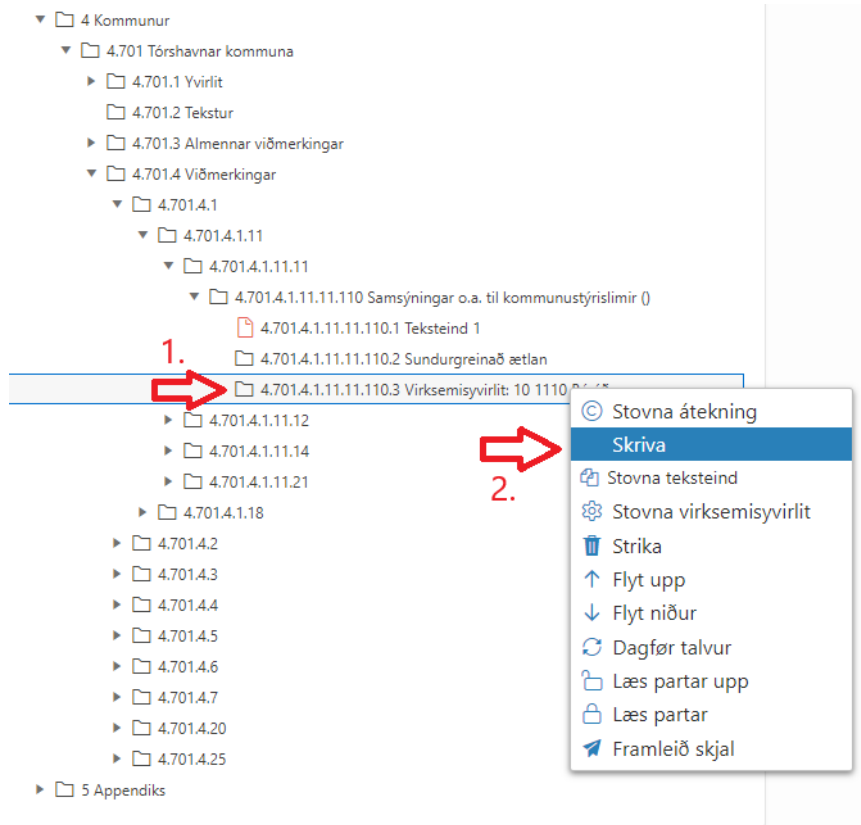 4 Kommunur
4.701 Tórshavnar kommuna
4.701.1 Yvirlit
4.701.2 Tekstur
4.701.3 Almennar viðmerkingar
4.701.4 Viðmerkingar
4.701.4.1
4.701.4.1.11
4.701.4.1.11.11
4.701.4.1.11.11.110 Samsýningar o.a. til kommunustýrislimir ()
4.701.4.1.11.11.110.1 Teksteind 1
1.
4.701.4.1.11.11.110.2 Sundurgreinað ætlan
4.701.4.1.11.11.110.3 Virksemisyvirlit: 10 1110
4.701.4.1.11.12
4.701.4.1.11.14
4.701.4.1.11.21
4.701.4.1.18
4.701.4.2
4.701.4.3
4.701.4.4
4.701.4.5
4.701.4.6
4.701.4.7
4.701.4.20
4.701.4.25
5 Appendiks
2.
Stovna átekning
Skriva
Stovna teksteind
Stovna virksemisyvirlit
Strika
Flyt upp
Flyt niður
Dagfør talvur
Læs partar upp
Læs partar
Framleið skjal